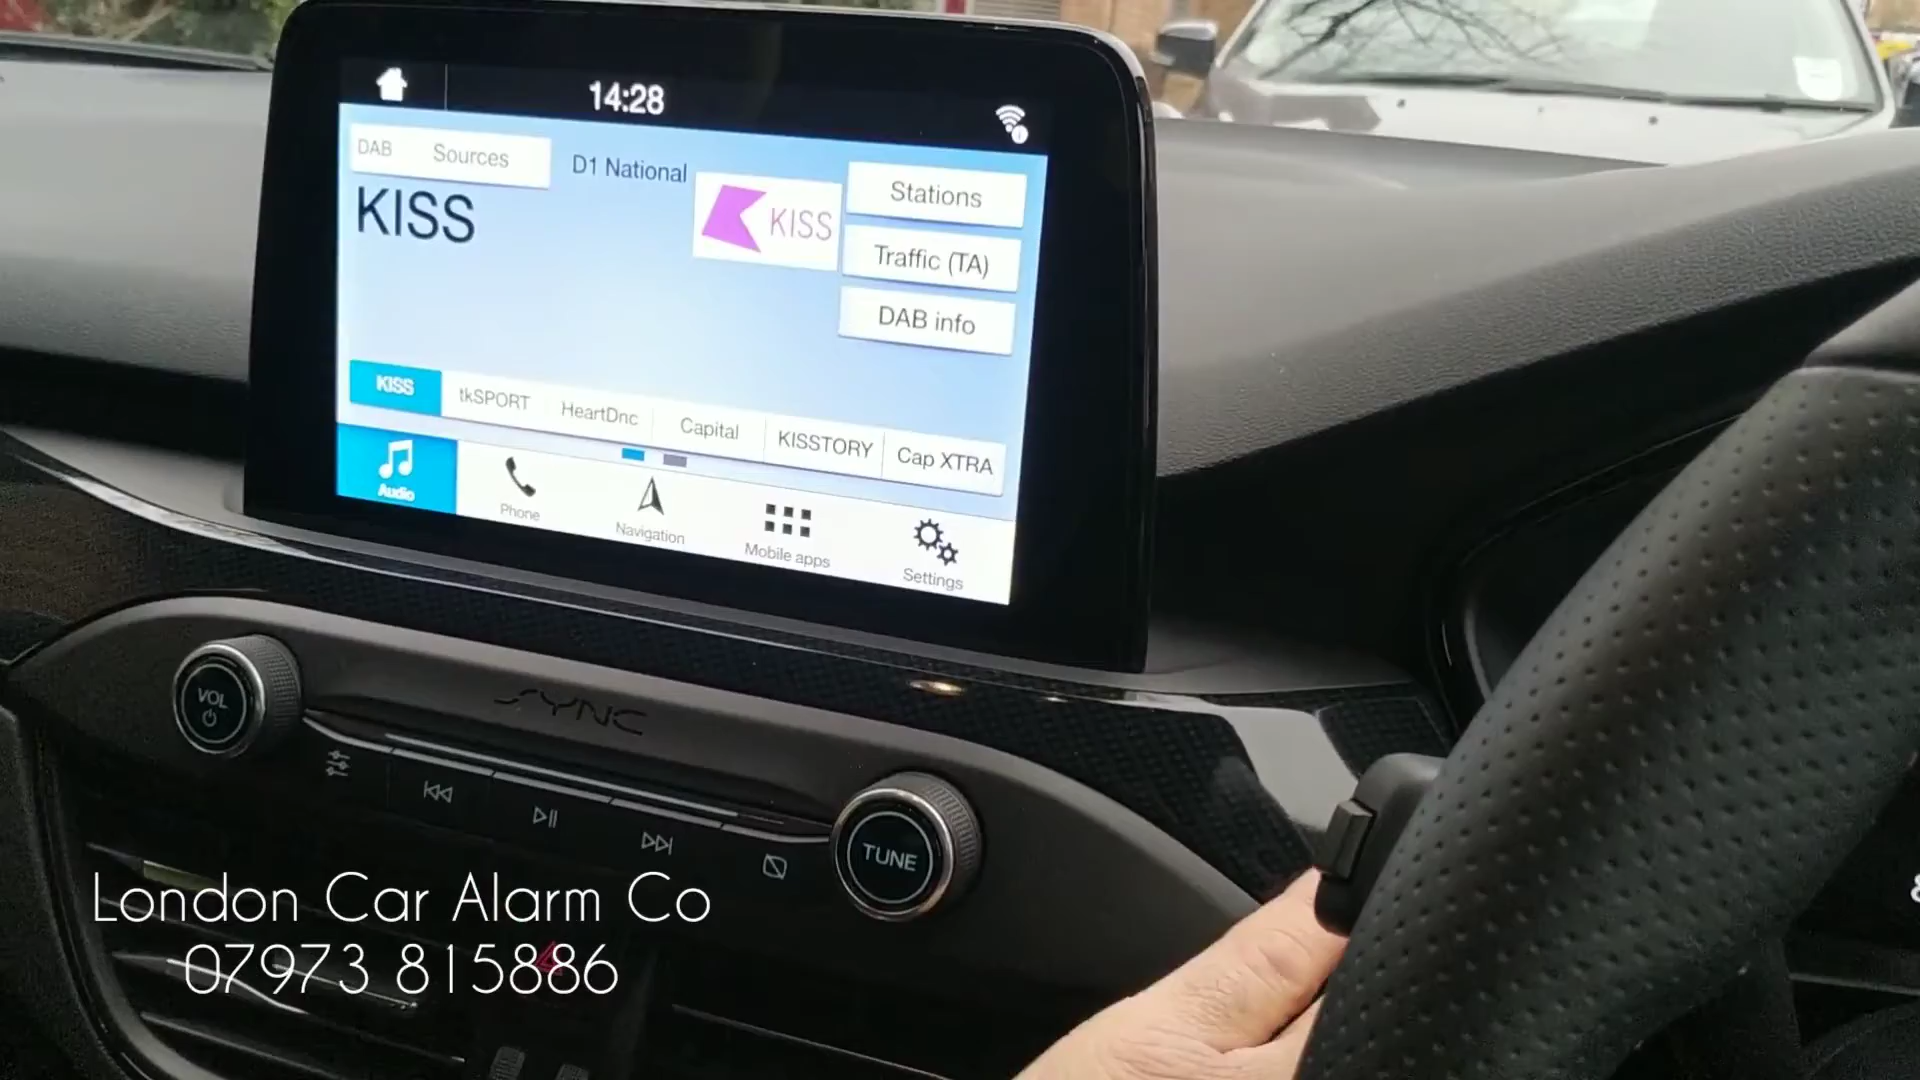 14:28
DAB Sources
D1 National
KISS
KISS
Stations
Traffic (TA)
DAB info
KISS tkSPORT HeartDnc Capital KISSTORY Cap XTRA
Audio Phone Navigation Mobile apps Settings
VOL
SYNC
TUNE
London Car Alarm Co
07973 815886